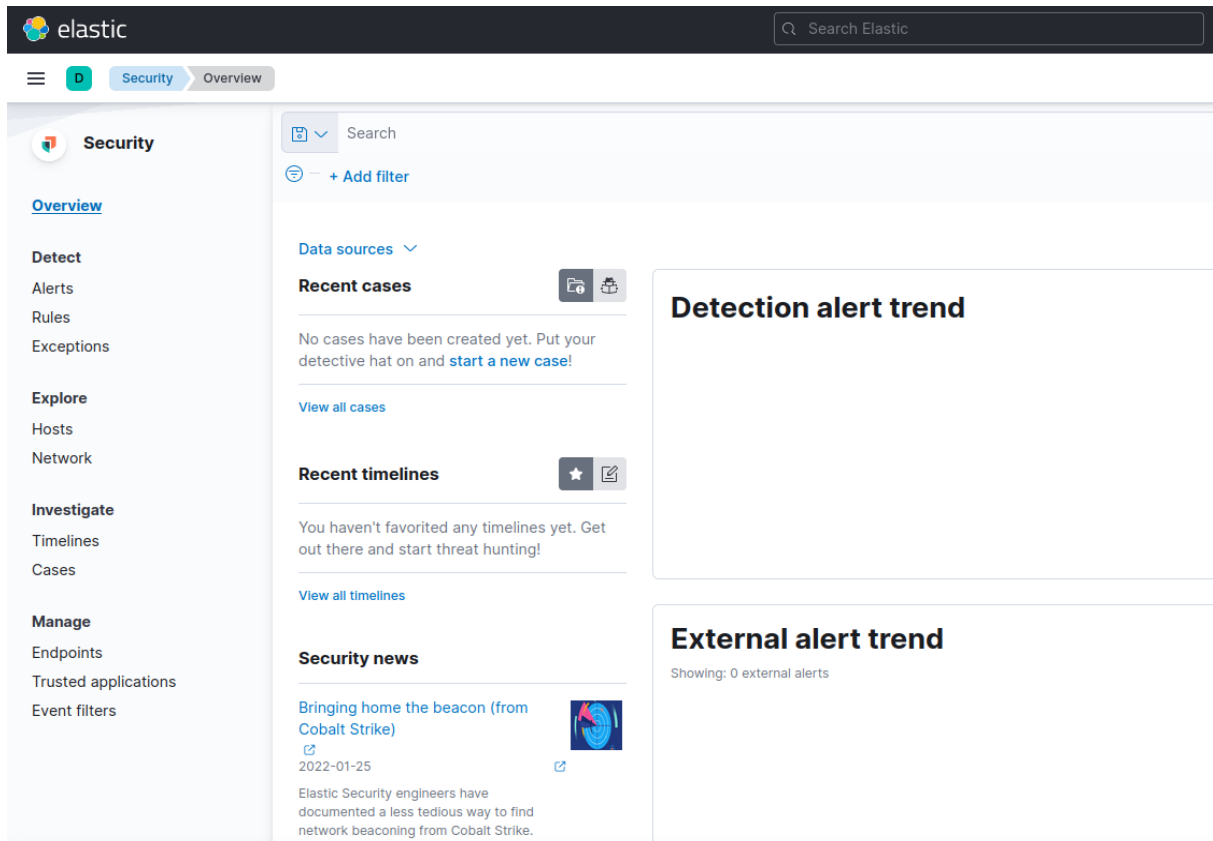 elastic
Search Elastic
D
Security
Overview
Security
Overview
Detect
Alerts
Rules
Exceptions
Explore
Hosts
Network
Investigate
Timelines
Cases
Manage
Endpoints
Trusted applications
Event filters
Search
+ Add filter
Data sources
Recent cases
No cases have been created yet. Put your
detective hat on and start a new case!
View all cases
Recent timelines
You haven't favorited any timelines yet. Get
out there and start threat hunting!
View all timelines
Security news
Bringing home the beacon (from
Cobalt Strike)
2022-01-25
Elastic Security engineers have
documented a less tedious way to find
network beaconing from Cobalt Strike.
Detection alert trend
External alert trend
Showing: 0 external alerts